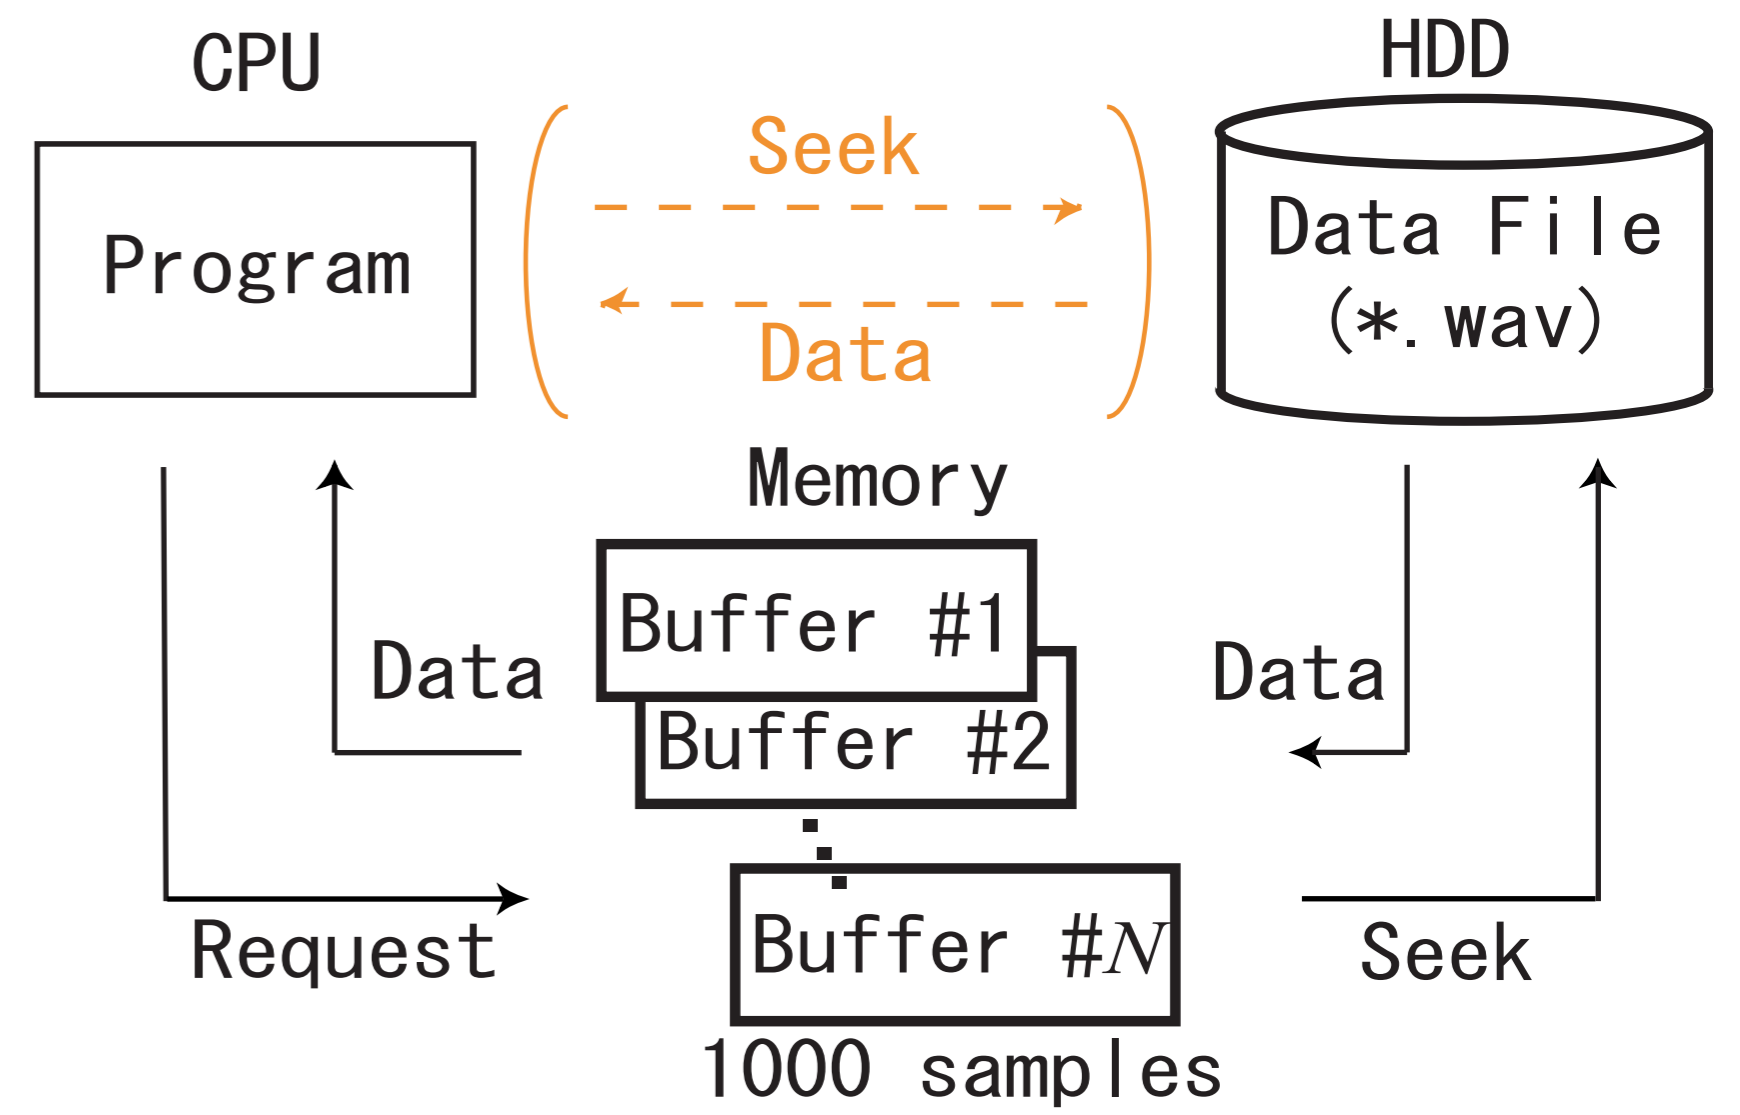 CPU
HDD
Program
Seek
Data
Data File
(*.wav)
Memory
Buffer #1
Buffer #2
Buffer #N
1000 samples
Data
Request
Data
Seek